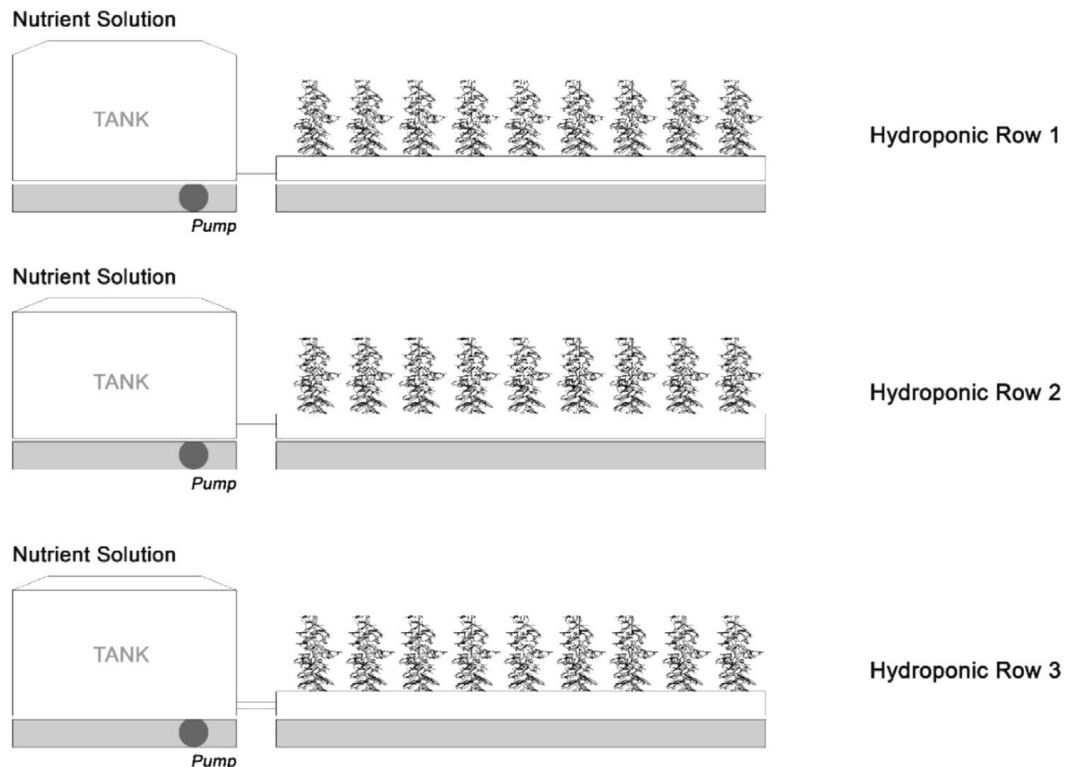 Nutrient Solution
TANK
Hydroponic Row 1
Pump
Nutrient Solution
TANK
Hydroponic Row 2
Pump
Nutrient Solution
TANK
Hydroponic Row 3
Pump